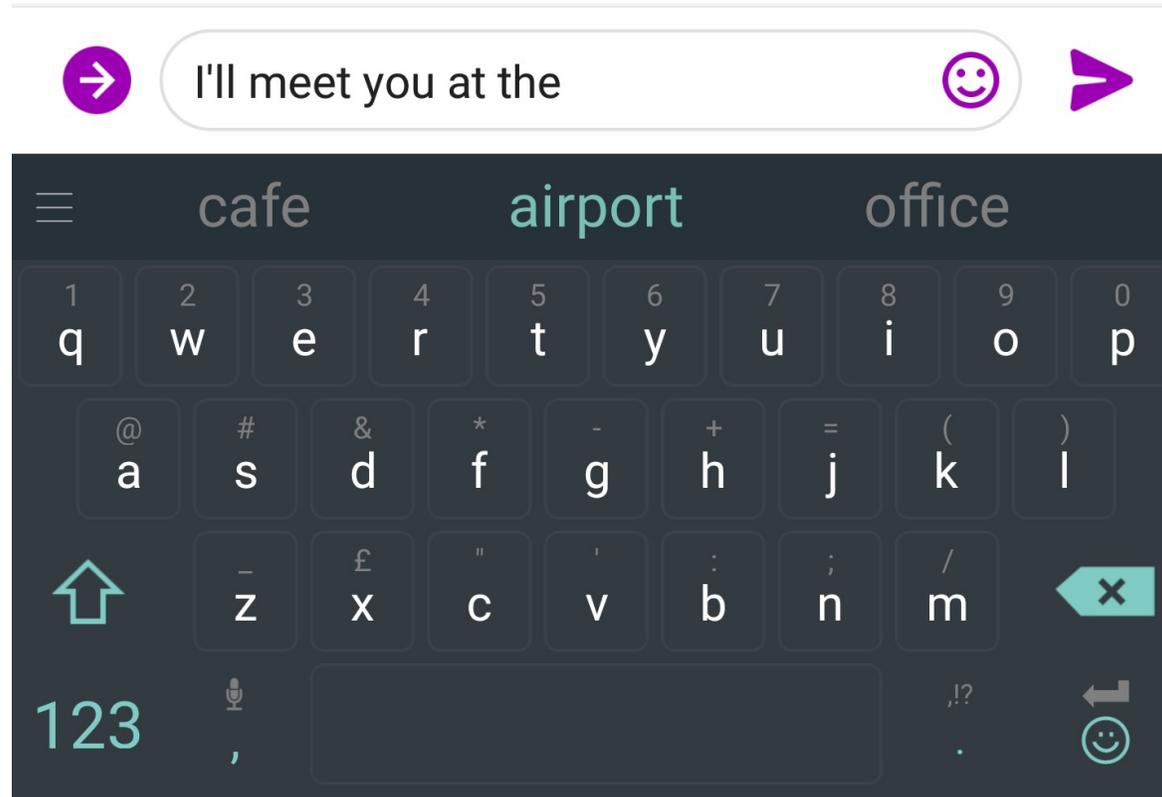 I'll meet you at the
cafe airport office
1 2 3 4 5 6 7 8 9 0
q w e r t y u i o p
@ # & * - + = ( )
a s d f g h j k l
_ £ " ' : ; /
z x c v b n m
,!?
123 , .